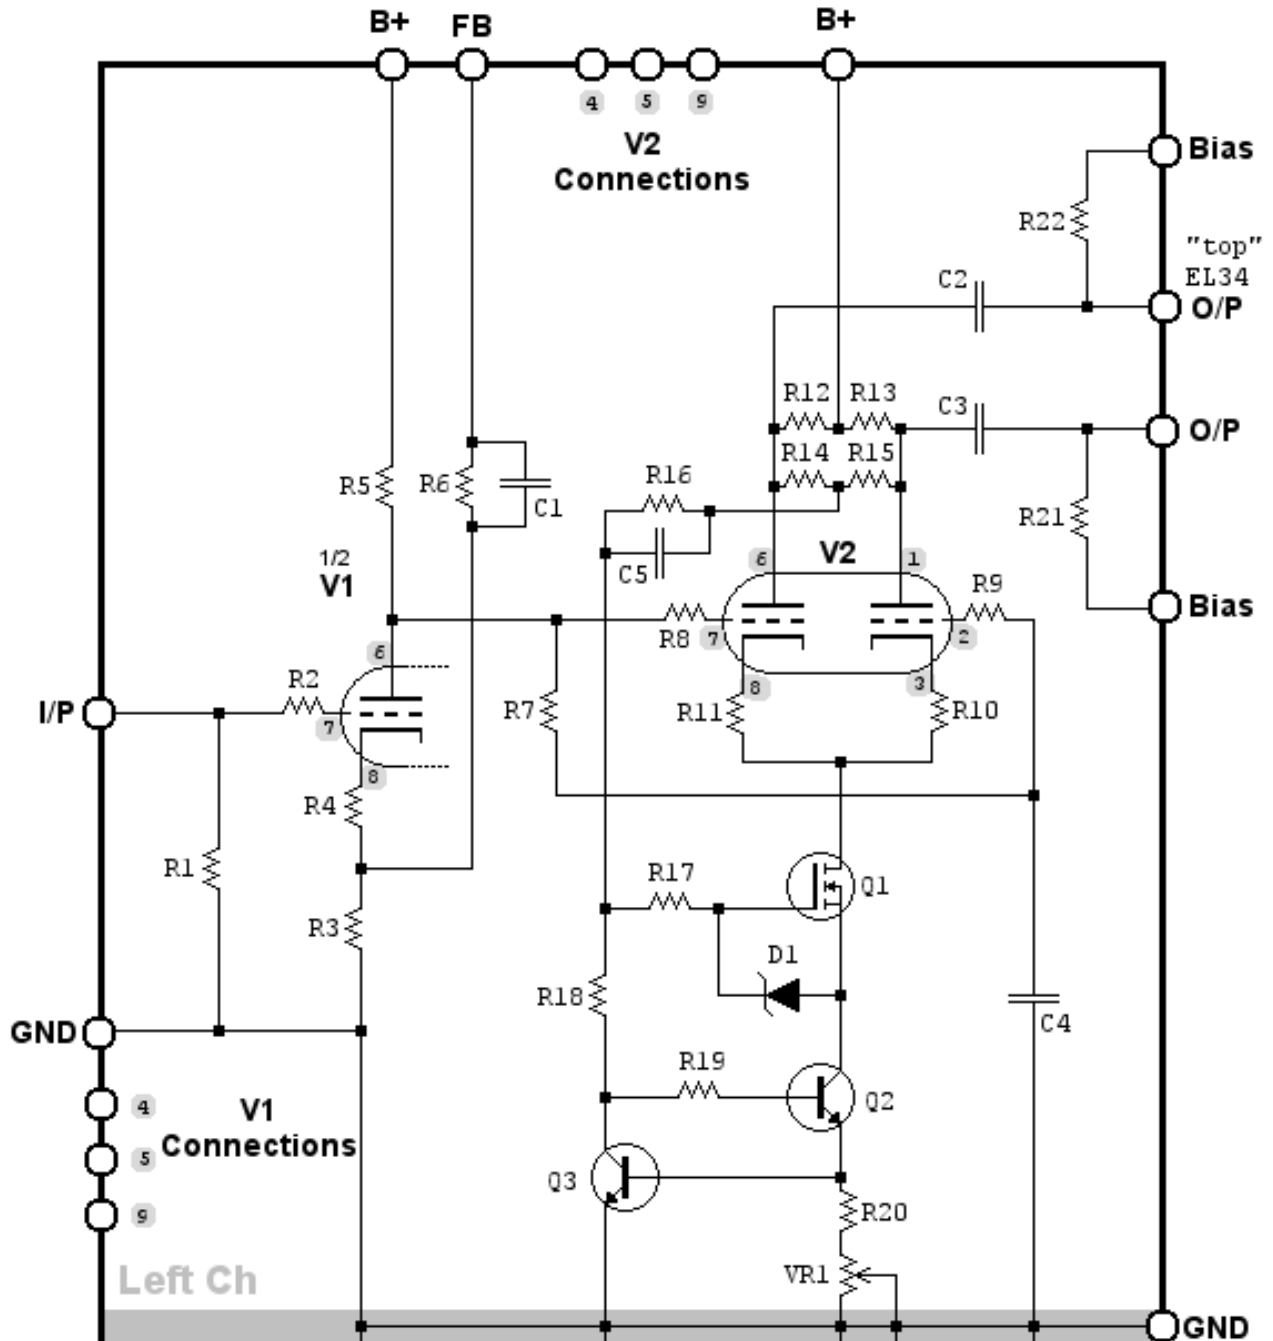 B+ FB B+
4 5 9
V2
Connections
Bias
R22
"top"
EL34
C2
O/P
R12 R13
C3
O/P
R14 R15
R16
R5 R6
C1
R21
1/2
V1
C5
6 V2 1
R9
Bias
R8 7 2
6
8 3
R2
I/P
7
R7
R11 R10
8
R4
R1
R17
Q1
R3
D1
R18
C4
GND
R19
4
V1
Connections
5
9
Q2
Q3
R20
VR1
Left Ch
GND